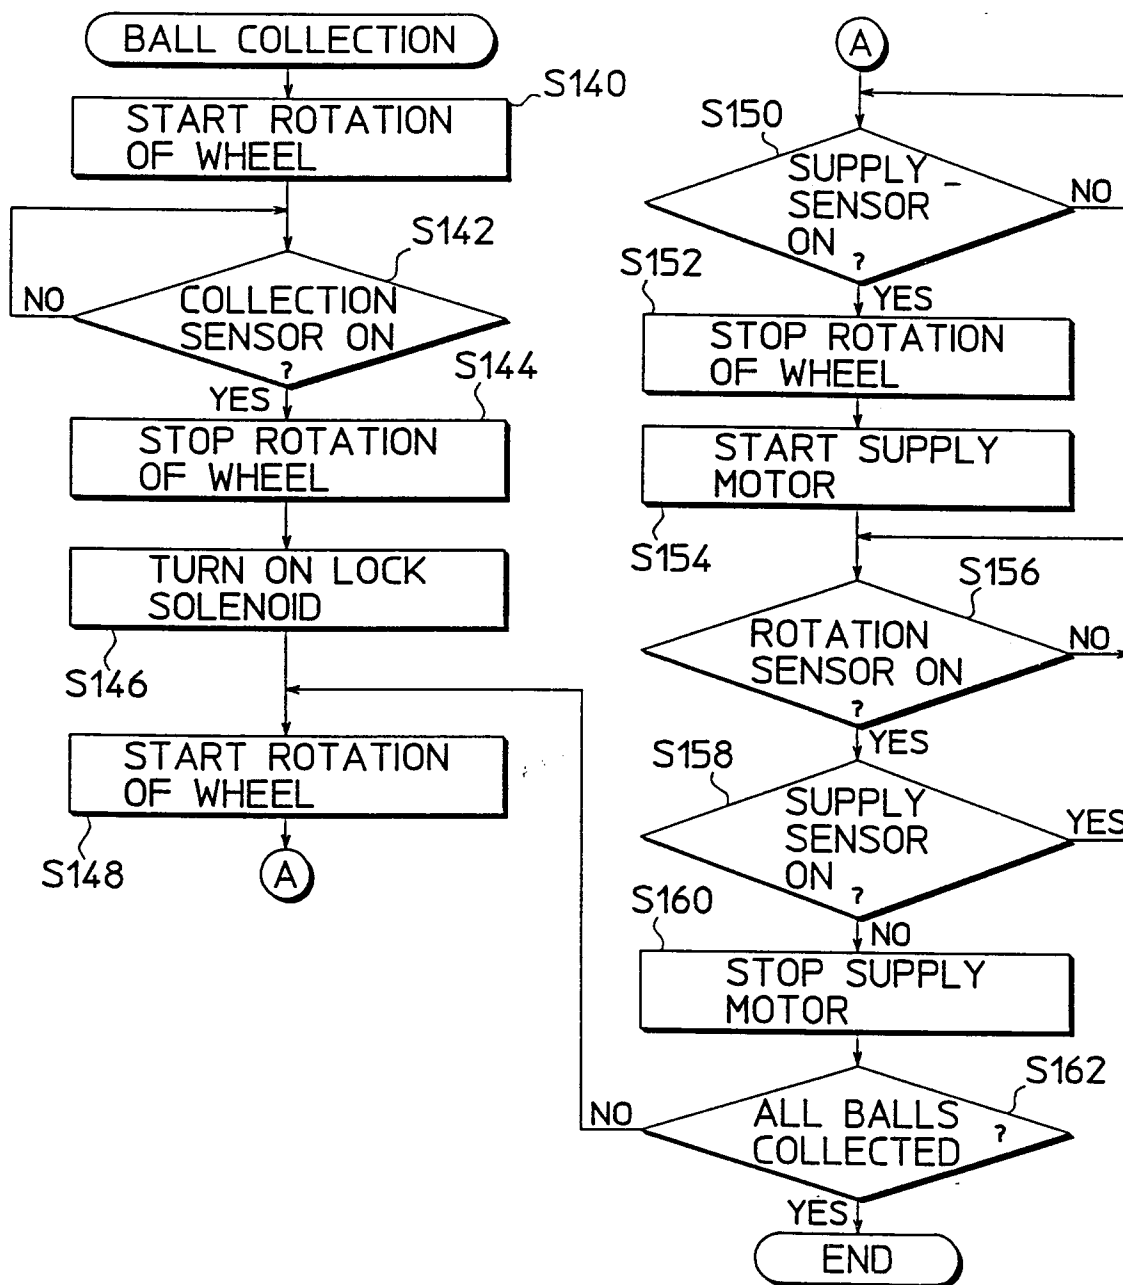 BALL COLLECTION
S140
START ROTATION
OF WHEEL
S142
NO
COLLECTION
SENSOR ON
?
YES
S144
STOP ROTATION
OF WHEEL
TURN ON LOCK
SOLENOID
S146
START ROTATION
OF WHEEL
S148
A
A
S150
SUPPLY
SENSOR
ON
?
NO
YES
S152
STOP ROTATION
OF WHEEL
START SUPPLY
MOTOR
S154
S156
ROTATION
SENSOR ON
?
NO
YES
S158
SUPPLY
SENSOR
ON
?
YES
NO
S160
STOP SUPPLY
MOTOR
S162
NO
ALL BALLS
COLLECTED ?
YES
END